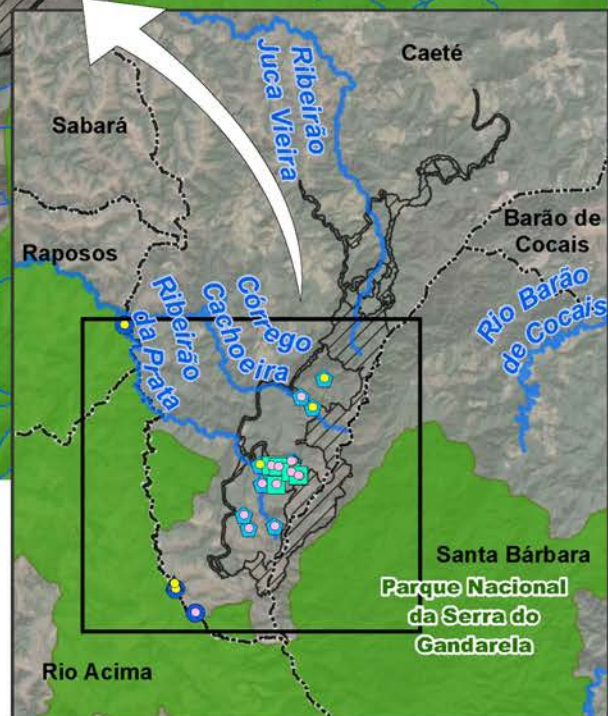 Caeté
Ribeirão
Juca Vieira
Sabará
Barão de
Cocais
Raposos
Ribeirão
da Prata
Córrego
Cachoeira
Rio Barão
de Cocais
Santa Bárbara
Parque Nacional
da Serra do
Gandarela
Rio Acima